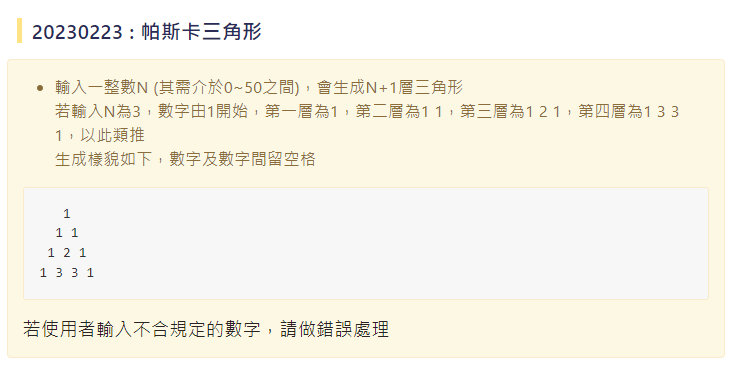 20230223 : 帕斯卡三角形
輸入一整數N (其需介於0~50之間)，會生成N+1層三角形
若輸入N為3，數字由1開始，第一層為1，第二層為1 1，第三層為1 2 1，第四層為1 3 3
1，以此類推
生成樣貌如下，數字及數字間留空格
1
1 1
1 2 1
1 3 3 1
若使用者輸入不合規定的數字，請做錯誤處理